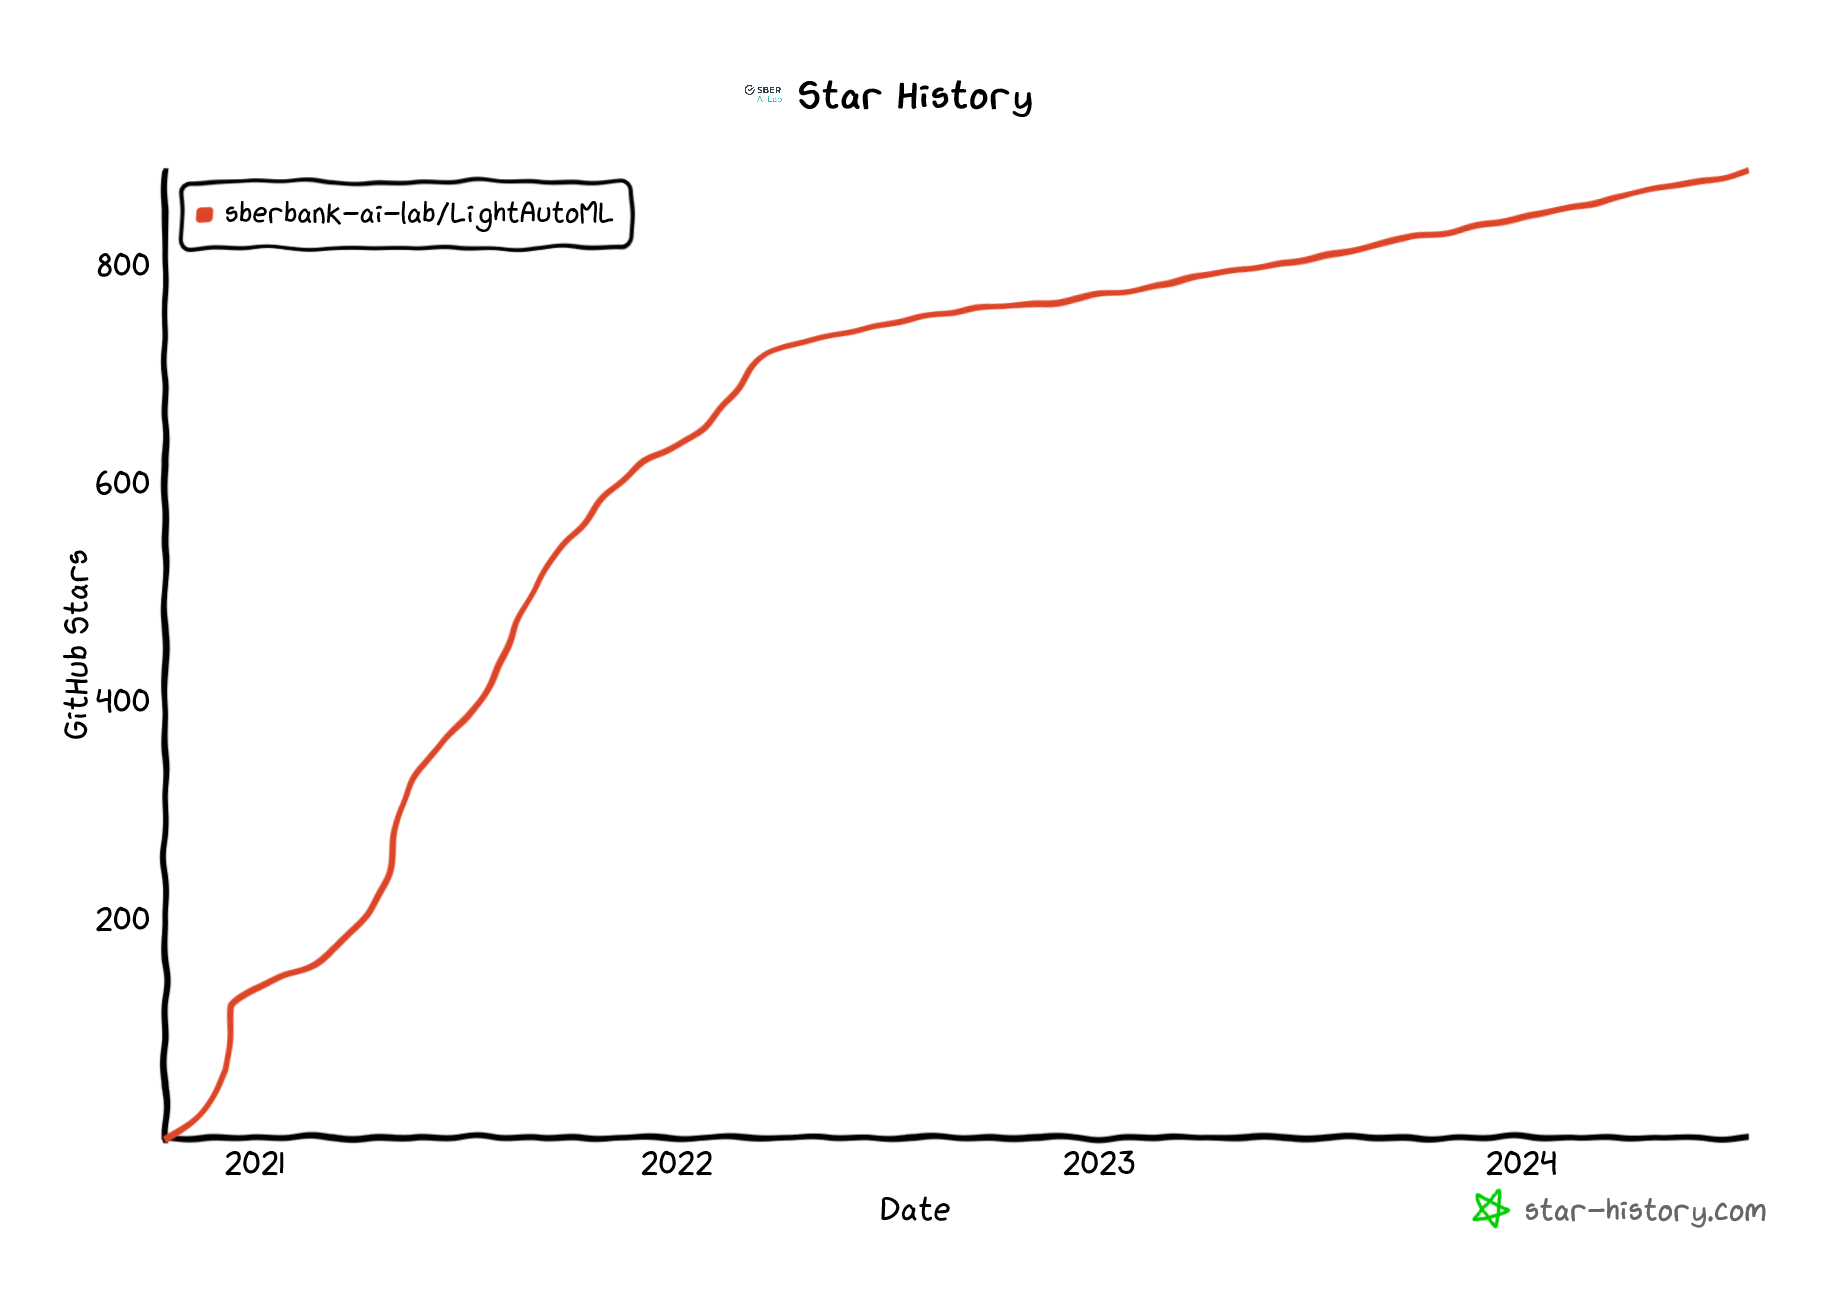 SBER
AI Lab
Star History
sberbank-ai-lab/LightAutoML
800
600
400
200
GitHub Stars
2021 2022 2023 2024
Date
star-history.com